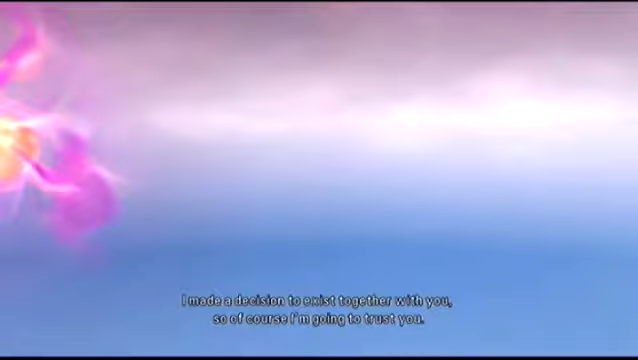 I made a decision to exist together with you,
so of course I'm going to trust you.